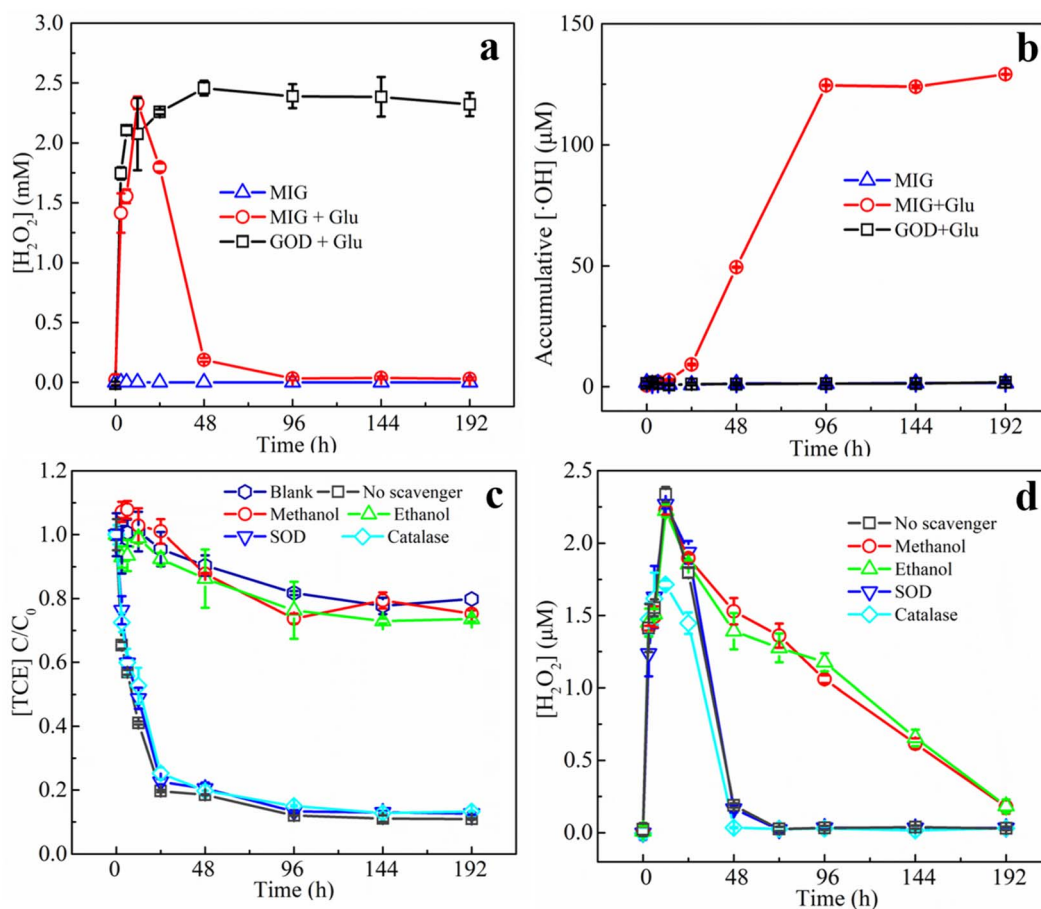 a
[H₂O₂] (mM)
3.0
2.5
2.0
1.5
1.0
0.5
0.0
MIG
MIG + Glu
GOD + Glu
0 48 96 144 192
Time (h)
b
Accumulative [·OH] (μM)
150
100
50
0
MIG
MIG+Glu
GOD+Glu
0 48 96 144 192
Time (h)
c
[TCE] C/C₀
1.2
1.0
0.8
0.6
0.4
0.2
0.0
Blank No scavenger
Methanol Ethanol
SOD Catalase
0 48 96 144 192
Time (h)
d
[H₂O₂] (μM)
2.5
2.0
1.5
1.0
0.5
0.0
No scavenger
Methanol
Ethanol
SOD
Catalase
0 48 96 144 192
Time (h)